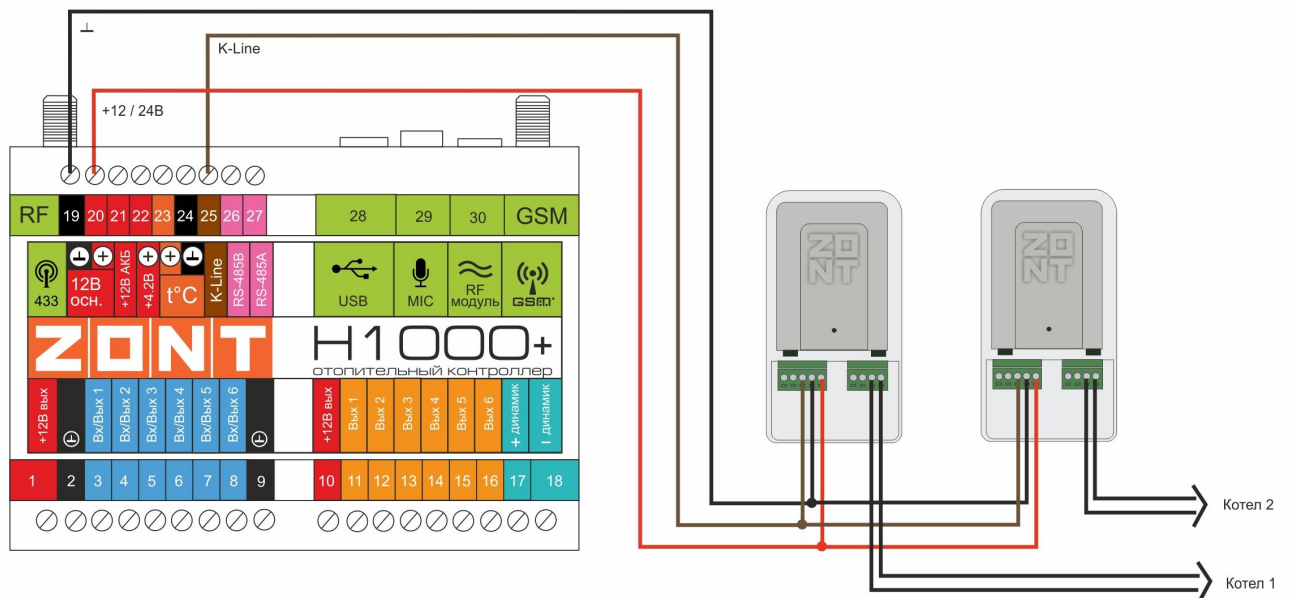 ⊥
K-Line
+12 / 24В
RF 19 20 21 22 23 24 25 26 27 28 29 30 GSM
433
12В
осн.
+12В АКБ
+4.2В
t°C
K-Line
RS-485B
RS-485A
USB
MIC
RF
модуль
GSM
ZONT H1000+
отопительный контроллер
+12В вых
Вх/Вых 1
Вх/Вых 2
Вх/Вых 3
Вх/Вых 4
Вх/Вых 5
Вх/Вых 6
+12В вых
Вых 1
Вых 2
Вых 3
Вых 4
Вых 5
Вых 6
+ динамик
– динамик
1 2 3 4 5 6 7 8 9 10 11 12 13 14 15 16 17 18
ZO
NT
ZO
NT
Котел 2
Котел 1